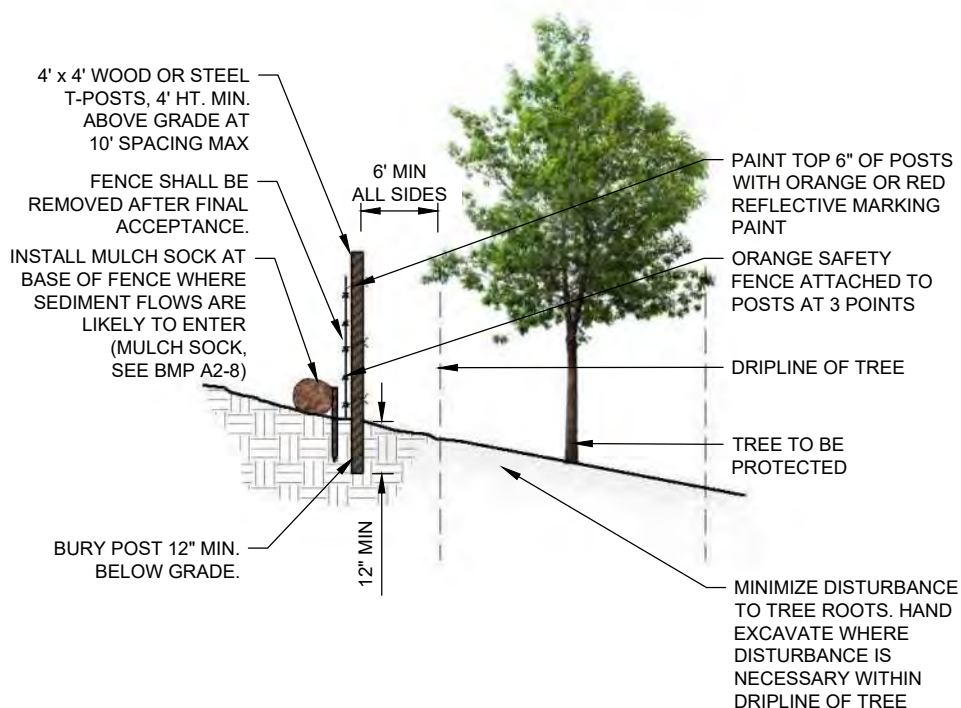 4' x 4' WOOD OR STEEL
T-POSTS, 4' HT. MIN.
ABOVE GRADE AT
10' SPACING MAX
FENCE SHALL BE
REMOVED AFTER FINAL
ACCEPTANCE.
INSTALL MULCH SOCK AT
BASE OF FENCE WHERE
SEDIMENT FLOWS ARE
LIKELY TO ENTER
(MULCH SOCK,
SEE BMP A2-8)
BURY POST 12" MIN.
BELOW GRADE.
6' MIN
ALL SIDES
12" MIN
PAINT TOP 6" OF POSTS
WITH ORANGE OR RED
REFLECTIVE MARKING
PAINT
ORANGE SAFETY
FENCE ATTACHED TO
POSTS AT 3 POINTS
DRIPLINE OF TREE
TREE TO BE
PROTECTED
MINIMIZE DISTURBANCE
TO TREE ROOTS. HAND
EXCAVATE WHERE
DISTURBANCE IS
NECESSARY WITHIN
DRIPLINE OF TREE